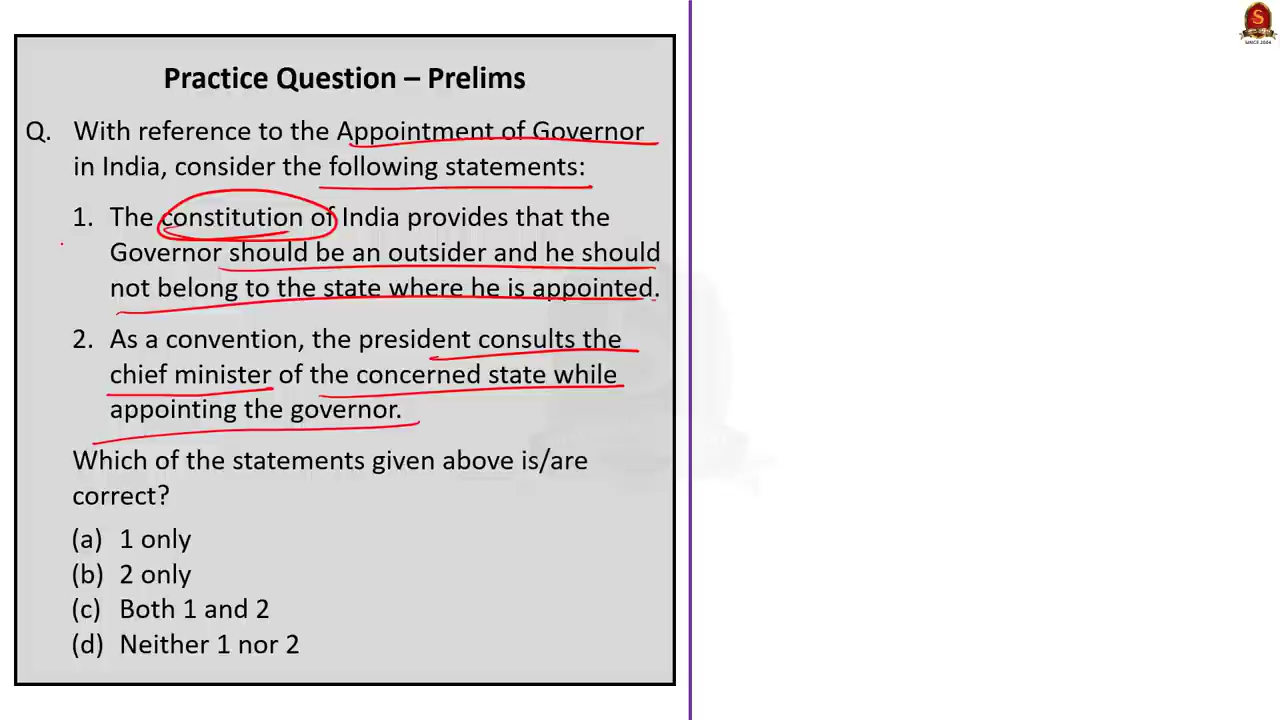 S
SINCE 2004
Practice Question – Prelims
Q. With reference to the Appointment of Governor
in India, consider the following statements:
1. The constitution of India provides that the
Governor should be an outsider and he should
not belong to the state where he is appointed.
2. As a convention, the president consults the
chief minister of the concerned state while
appointing the governor.
Which of the statements given above is/are
correct?
(a) 1 only
(b) 2 only
(c) Both 1 and 2
(d) Neither 1 nor 2